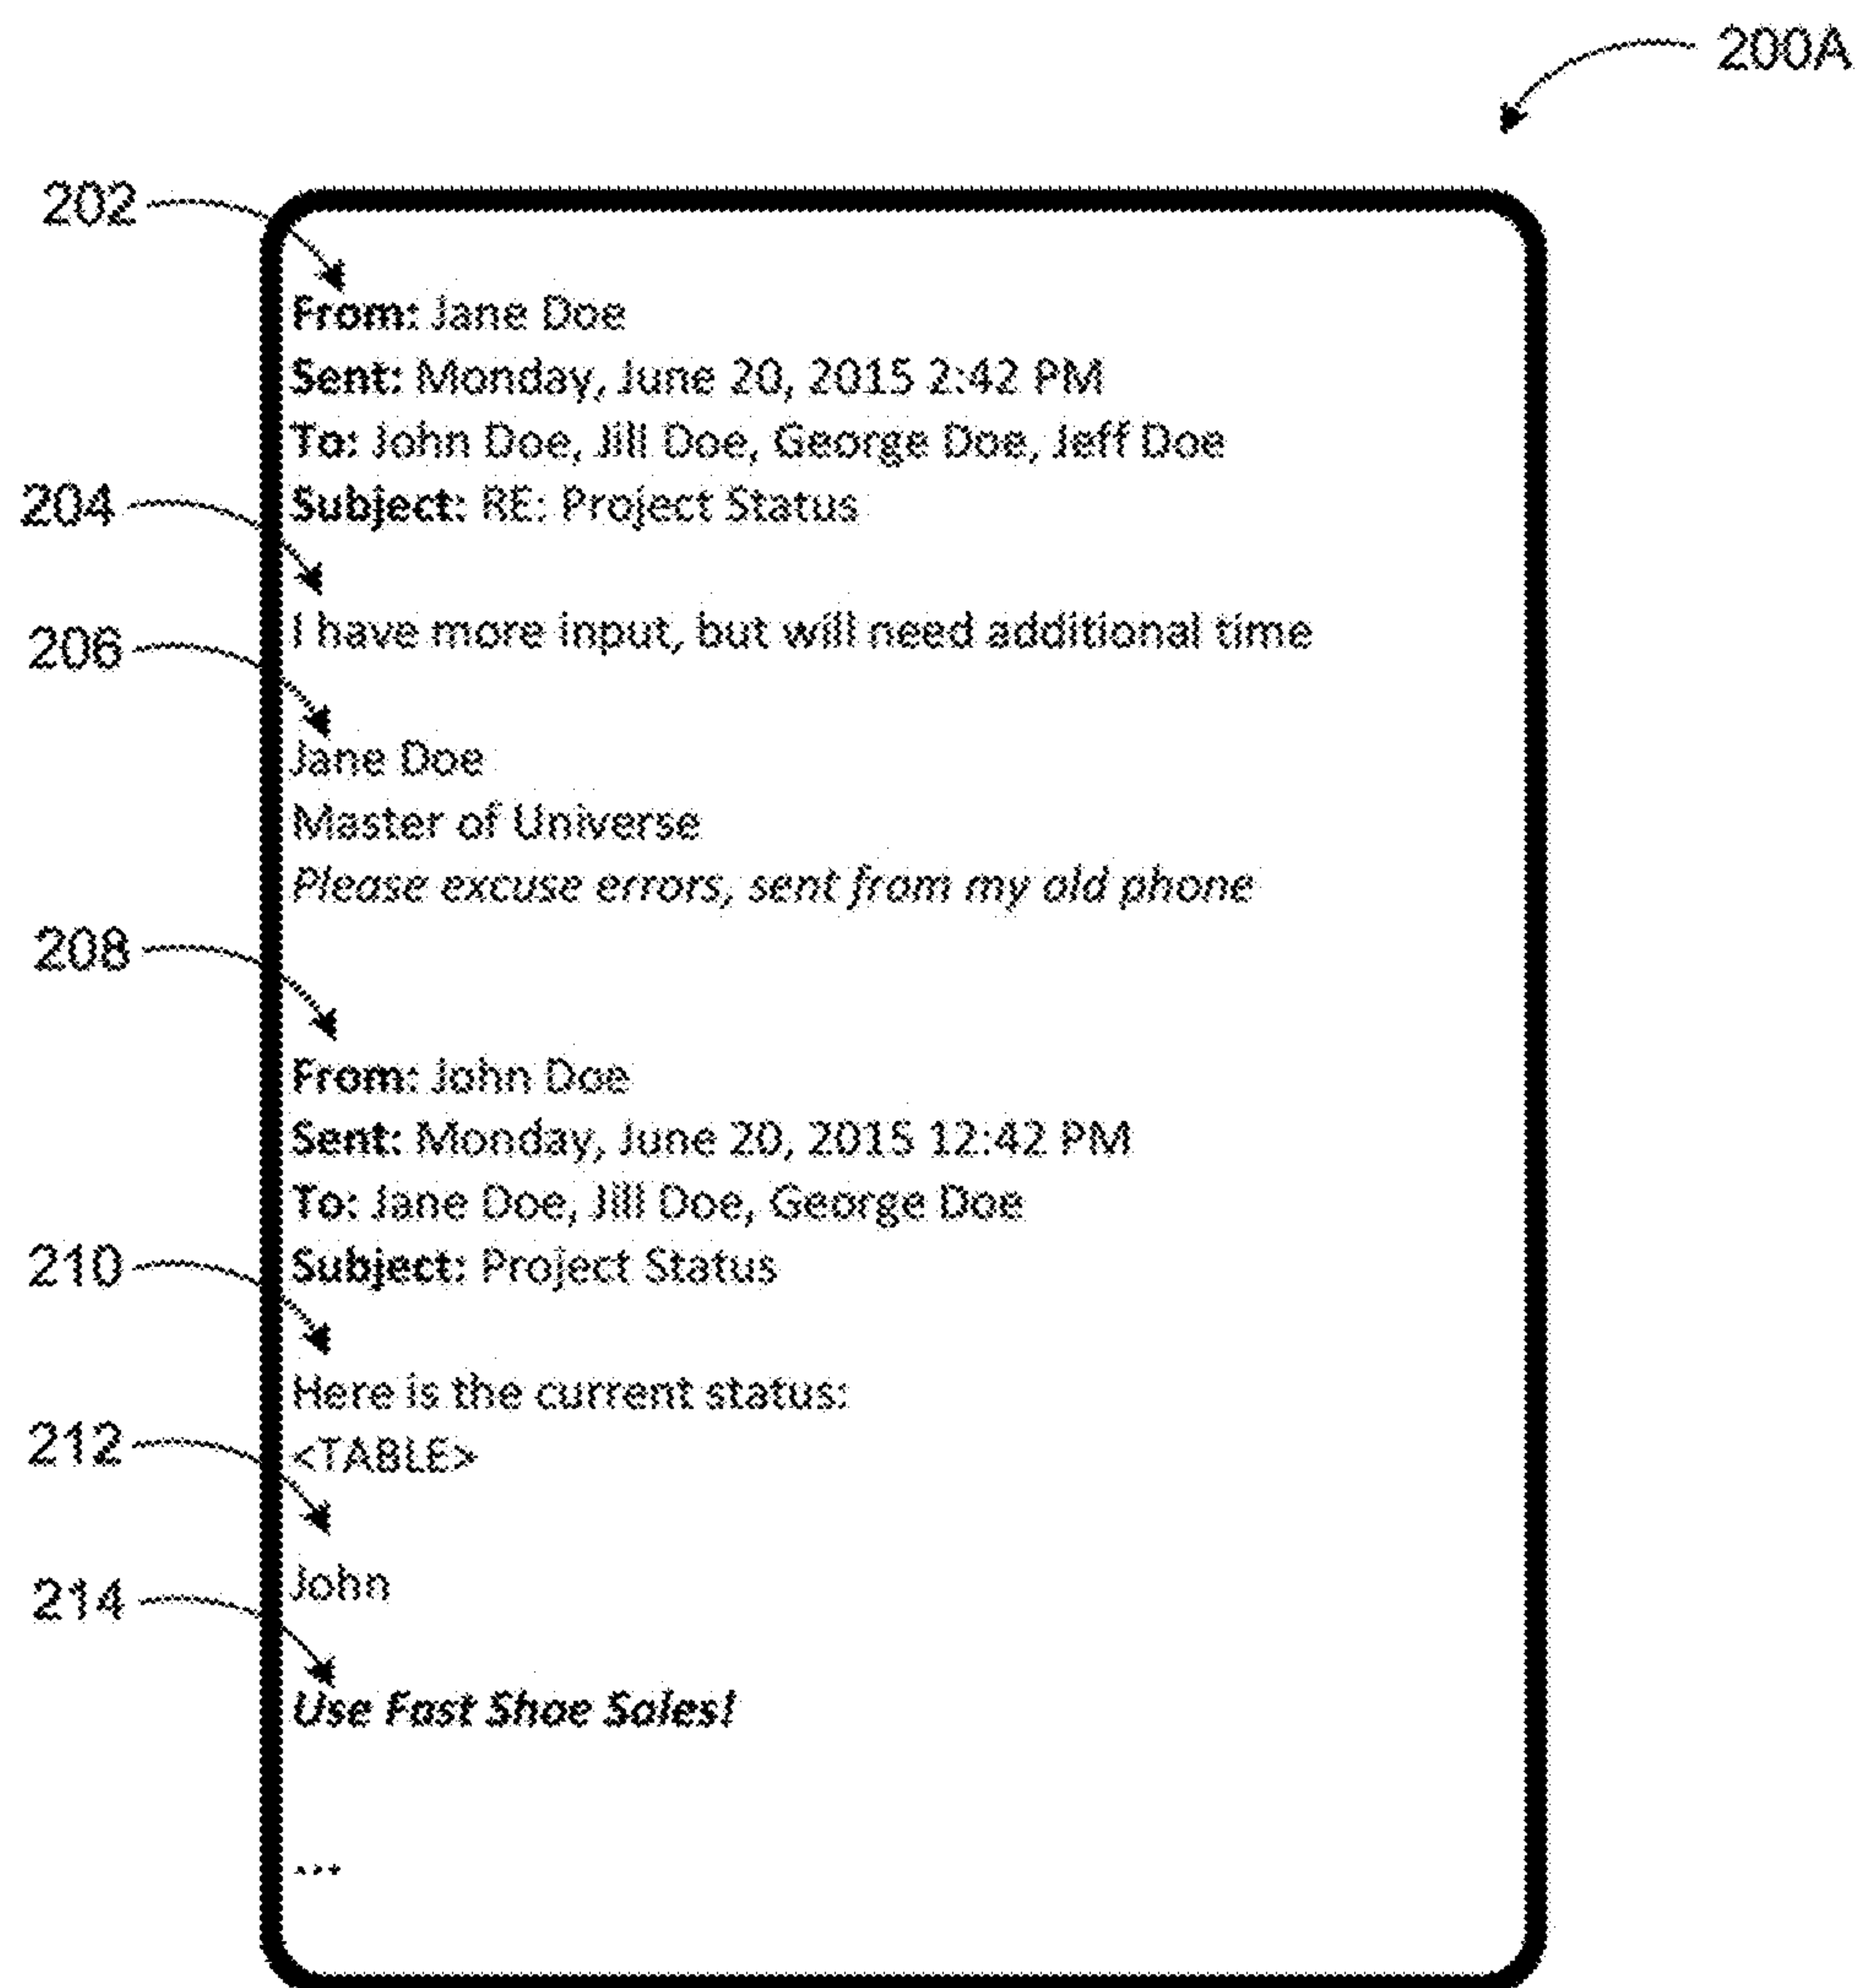 200A
202
From: Jane Doe
Sent: Monday, June 20, 2015 2:42 PM
To: John Doe, Jill Doe, George Doe, Jeff Doe
204
Subject: RE: Project Status
206
I have more input, but will need additional time
Jane Doe
Master of Universe
Please excuse errors, sent from my old phone
208
From: John Doe
Sent: Monday, June 20, 2015 12:42 PM
To: Jane Doe, Jill Doe, George Doe
210
Subject: Project Status
Here is the current status:
212
<TABLE>
John
214
Use Fast Shoe Sales!
...